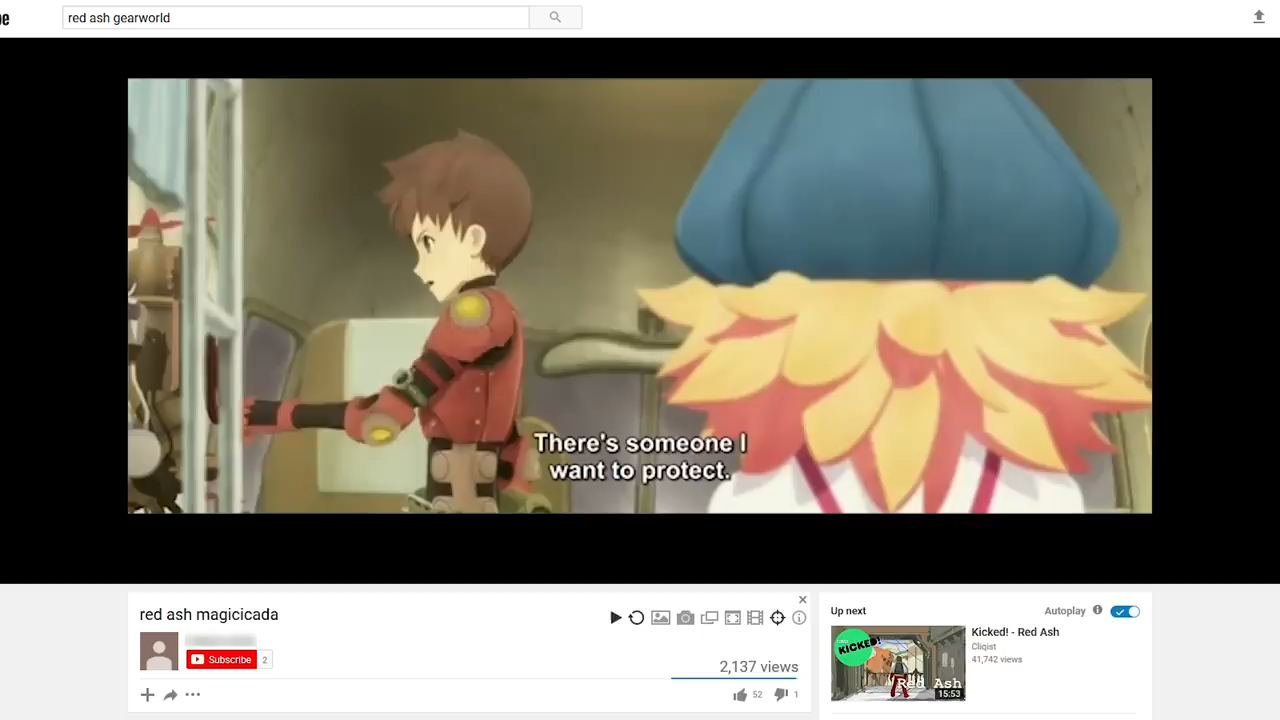 be
red ash gearworld
There's someone I
want to protect.
red ash magicicada
Subscribe 2
2,137 views
52 1
Up next Autoplay
KICKED!
Red Ash
15:53
Kicked! - Red Ash
Cliqist
41,742 views